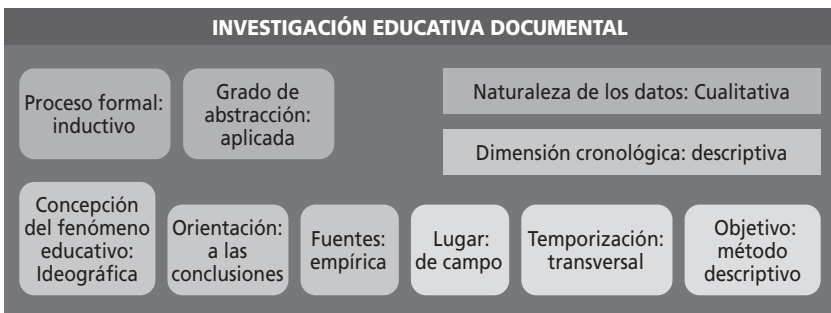 INVESTIGACIÓN EDUCATIVA DOCUMENTAL
Proceso formal:
inductivo
Grado de
abstracción:
aplicada
Naturaleza de los datos: Cualitativa
Dimensión cronológica: descriptiva
Concepción
del fenómeno
educativo:
Ideográfica
Orientación:
a las
conclusiones
Fuentes:
empírica
Lugar:
de campo
Temporización:
transversal
Objetivo:
método
descriptivo